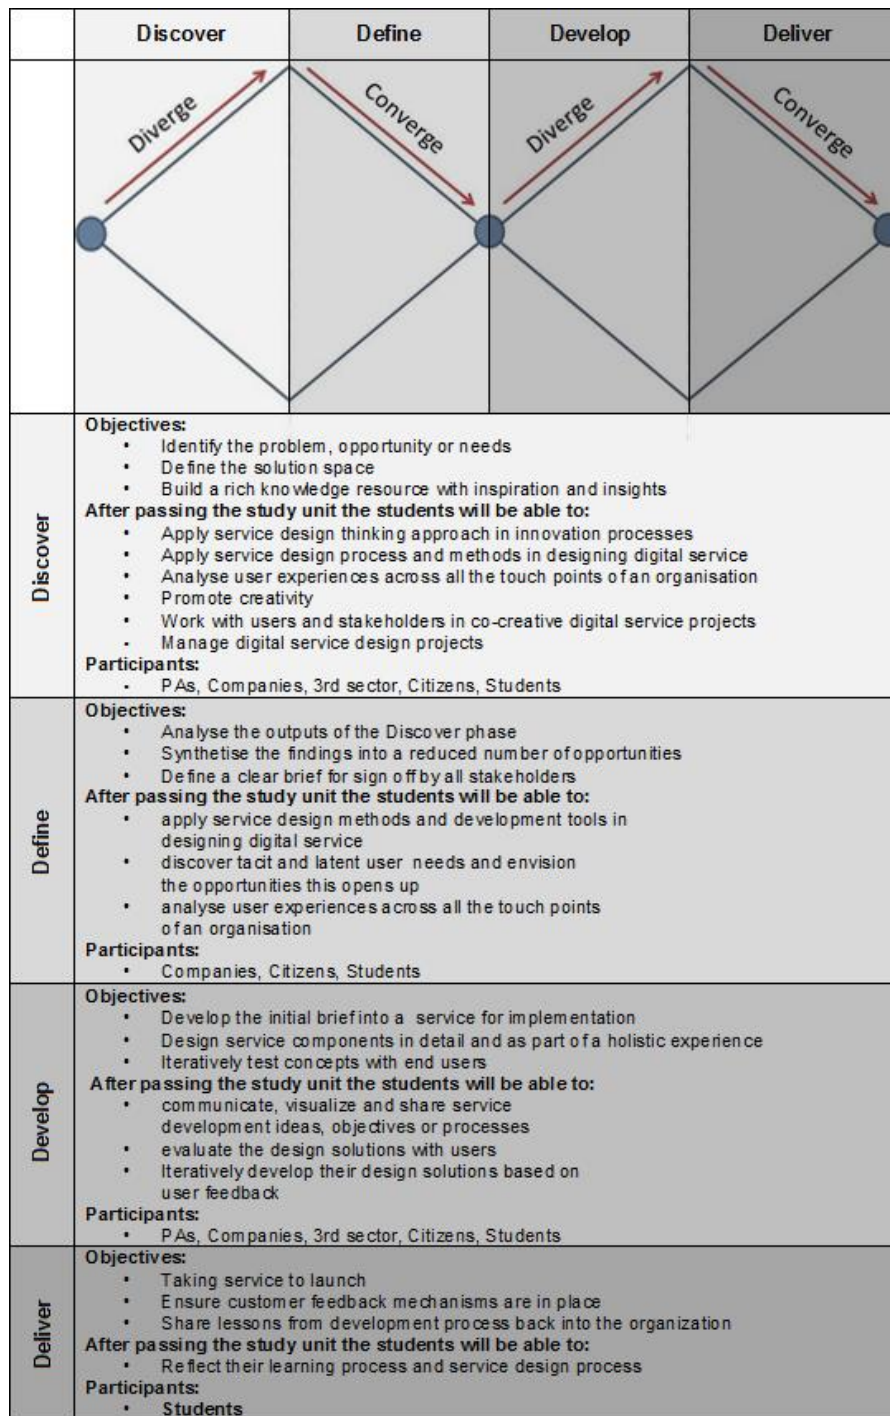 Discover Define Develop Deliver
Diverge Converge Diverge Converge
Discover
Objectives:
• Identify the problem, opportunity or needs
• Define the solution space
• Build a rich knowledge resource with inspiration and insights
After passing the study unit the students will be able to:
• Apply service design thinking approach in innovation processes
• Apply service design process and methods in designing digital service
• Analyse user experiences across all the touch points of an organisation
• Promote creativity
• Work with users and stakeholders in co-creative digital service projects
• Manage digital service design projects
Participants:
• PAs, Companies, 3rd sector, Citizens, Students
Define
Objectives:
• Analyse the outputs of the Discover phase
• Synthetise the findings into a reduced number of opportunities
• Define a clear brief for sign off by all stakeholders
After passing the study unit the students will be able to:
• apply service design methods and development tools in
designing digital service
• discover tacit and latent user needs and envision
the opportunities this opens up
• analyse user experiences across all the touch points
of an organisation
Participants:
• Companies, Citizens, Students
Develop
Objectives:
• Develop the initial brief into a service for implementation
• Design service components in detail and as part of a holistic experience
• Iteratively test concepts with end users
After passing the study unit the students will be able to:
• communicate, visualize and share service
development ideas, objectives or processes
• evaluate the design solutions with users
• Iteratively develop their design solutions based on
user feedback
Participants:
• PAs, Companies, 3rd sector, Citizens, Students
Deliver
Objectives:
• Taking service to launch
• Ensure customer feedback mechanisms are in place
• Share lessons from development process back into the organization
After passing the study unit the students will be able to:
• Reflect their learning process and service design process
Participants:
• Students